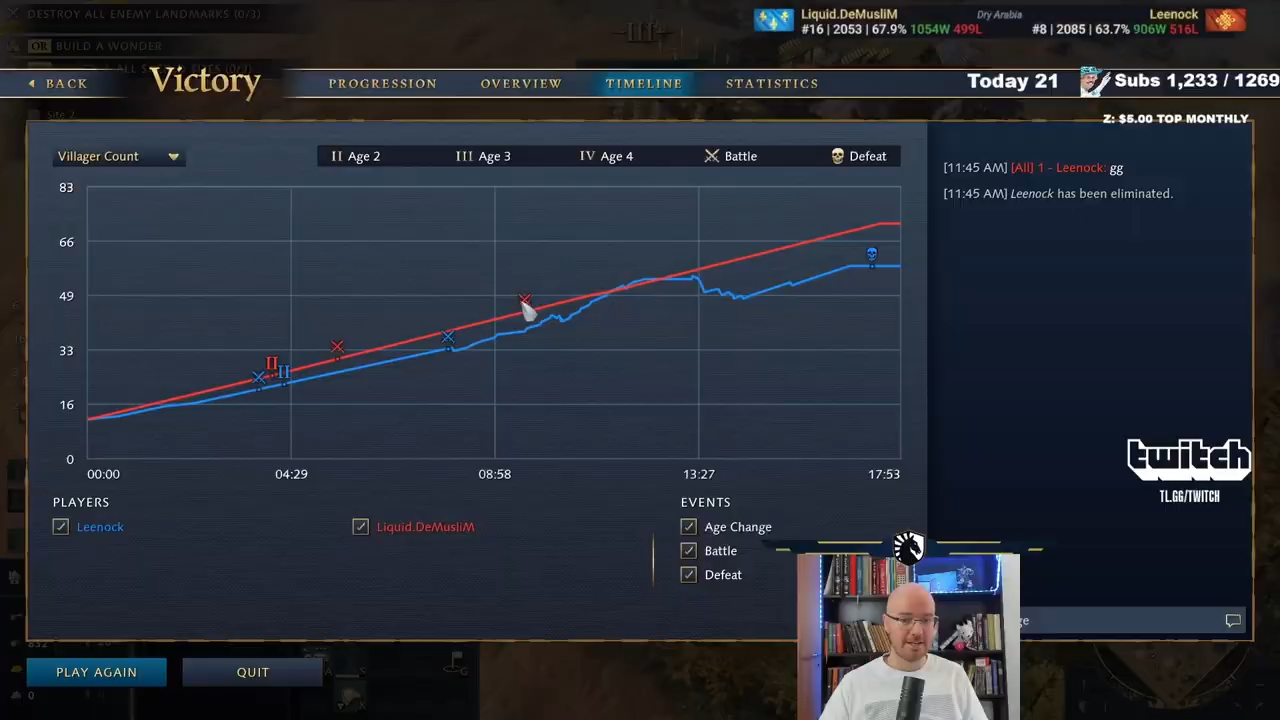 DESTROY ALL ENEMY LANDMARKS (0/3)
OR BUILD A WONDER
III
Liquid.DeMusliM
#16 | 2053 | 67.9% 1054W 499L
Dry Arabia
Leenock
#8 | 2085 | 63.7% 906W 516L
BACK
Victory
PROGRESSION
OVERVIEW
TIMELINE
STATISTICS
Today 21
Subs 1,233 / 1269
Z: $5.00 TOP MONTHLY
Villager Count
II Age 2
III Age 3
IV Age 4
Battle
Defeat
[11:45 AM] [All] 1 - Leenock: gg
[11:45 AM] Leenock has been eliminated.
83
66
49
33
16
0
II
II
00:00
04:29
08:58
13:27
17:53
PLAYERS
Leenock
Liquid.DeMusliM
EVENTS
Age Change
Battle
Defeat
twitch
TL.GG/TWITCH
PLAY AGAIN
QUIT